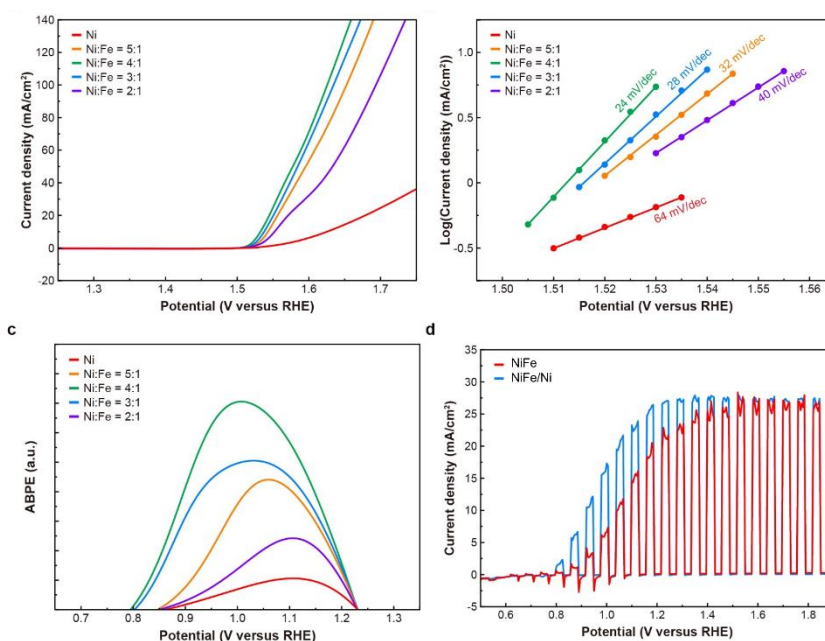 140
120
100
80
60
40
20
0
-20
Current density (mA/cm²)
Ni
Ni:Fe = 5:1
Ni:Fe = 4:1
Ni:Fe = 3:1
Ni:Fe = 2:1
1.3
1.4
1.5
1.6
1.7
Potential (V versus RHE)
1.0
0.5
0
-0.5
Log(Current density (mA/cm²))
Ni
Ni:Fe = 5:1
Ni:Fe = 4:1
Ni:Fe = 3:1
Ni:Fe = 2:1
24 mV/dec
28 mV/dec
32 mV/dec
40 mV/dec
64 mV/dec
1.50
1.51
1.52
1.53
1.54
1.55
1.56
Potential (V versus RHE)
c
ABPE (a.u.)
Ni
Ni:Fe = 5:1
Ni:Fe = 4:1
Ni:Fe = 3:1
Ni:Fe = 2:1
0.7
0.8
0.9
1.0
1.1
1.2
1.3
Potential (V versus RHE)
d
35
30
25
20
15
10
5
0
-5
Current density (mA/cm²)
NiFe
NiFe/Ni
0.6
0.8
1.0
1.2
1.4
1.6
1.8
Potential (V versus RHE)